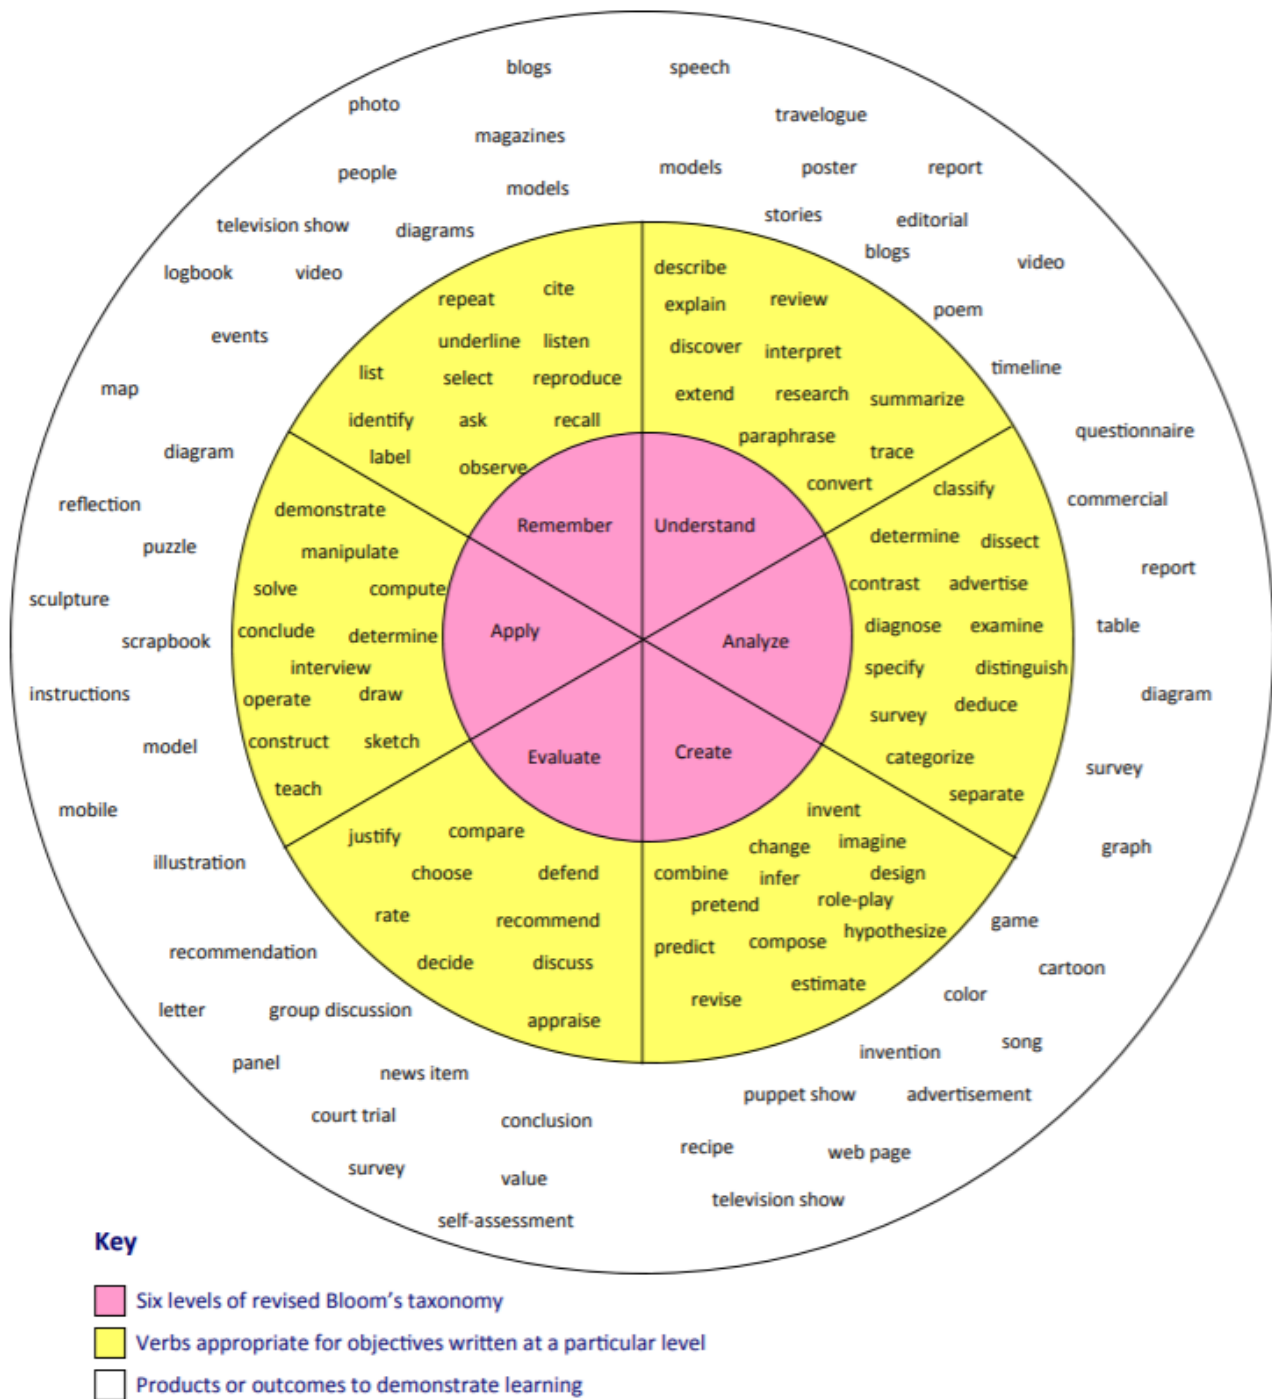 blogs
speech
photo
travelogue
magazines
people
models
models
poster
report
television show
diagrams
stories
editorial
blogs
logbook
video
video
describe
repeat
cite
explain
review
poem
events
underline
listen
discover
interpret
list
select
reproduce
extend
research
summarize
timeline
map
identify
ask
recall
paraphrase
trace
questionnaire
diagram
label
observe
convert
classify
commercial
reflection
demonstrate
Remember
Understand
determine
dissect
puzzle
manipulate
report
solve
compute
contrast
advertise
sculpture
scrapbook
conclude
determine
Apply
Analyze
diagnose
examine
table
interview
specify
distinguish
instructions
operate
draw
survey
deduce
diagram
model
construct
sketch
Evaluate
Create
categorize
survey
teach
separate
mobile
justify
compare
invent
change
imagine
graph
illustration
choose
defend
combine
infer
design
rate
recommend
pretend
role-play
game
recommendation
decide
discuss
predict
compose
hypothesize
cartoon
letter
group discussion
appraise
revise
estimate
color
panel
news item
invention
song
court trial
conclusion
puppet show
advertisement
survey
value
recipe
web page
self-assessment
television show
Key
Six levels of revised Bloom's taxonomy
Verbs appropriate for objectives written at a particular level
Products or outcomes to demonstrate learning